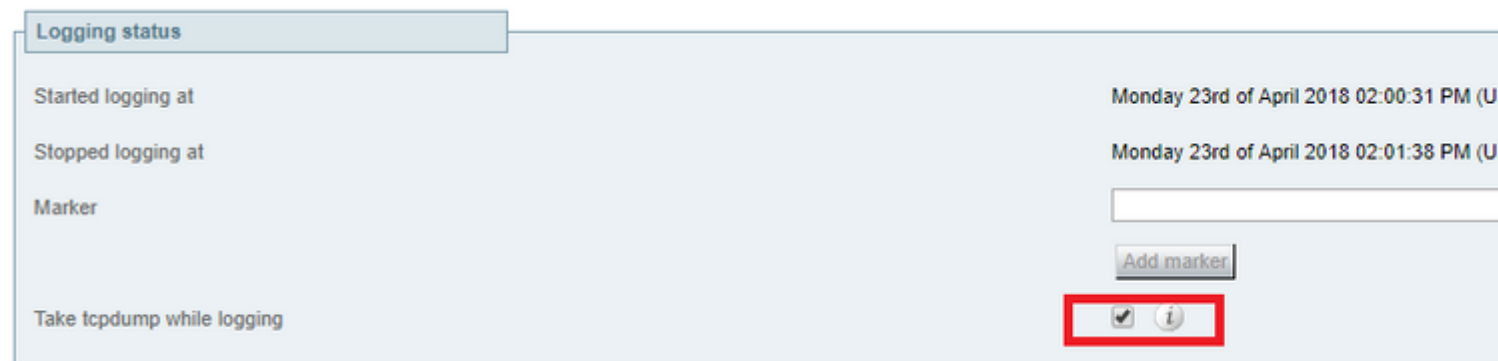 Logging status
Started logging at
Monday 23rd of April 2018 02:00:31 PM (U
Stopped logging at
Monday 23rd of April 2018 02:01:38 PM (U
Marker
Add marker
Take tcpdump while logging
i